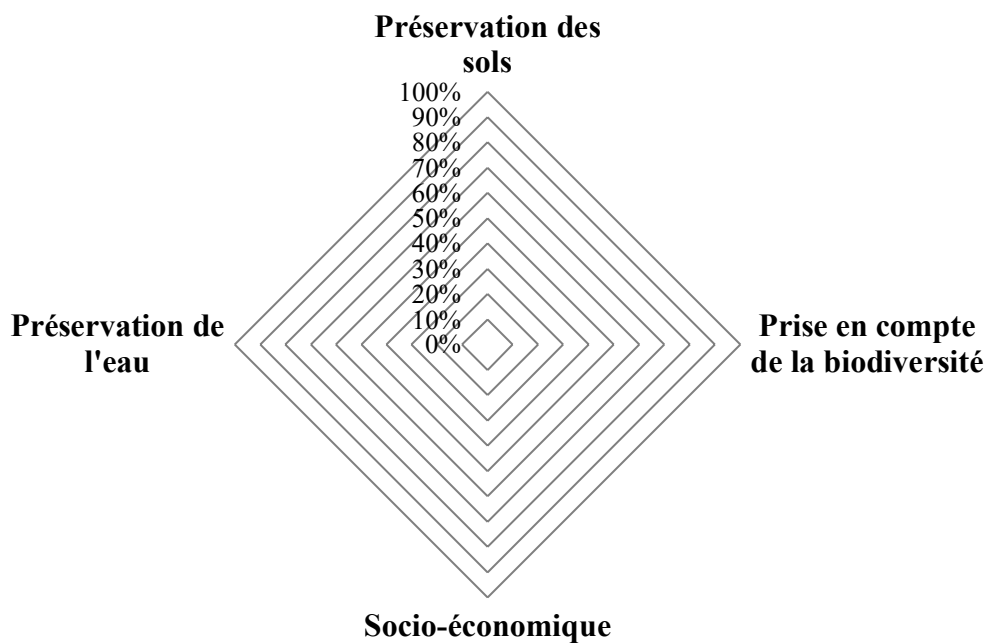 Préservation des
sols
100%
90%
80%
70%
60%
50%
40%
30%
20%
10%
0%
Préservation de
l'eau
Prise en compte
de la biodiversité
Socio-économique